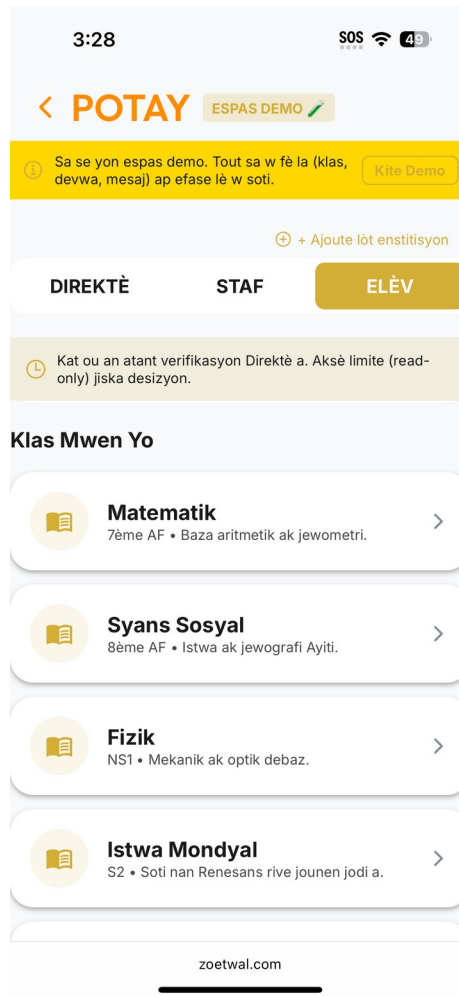 3:28
SOS
49
POTAY
ESPAS DEMO
Sa se yon espas demo. Tout sa w fè la (klas,
devwa, mesaj) ap efase lè w soti.
Kite Demo
+ Ajoute lòt enstitisyon
DIREKTÈ
STAF
ELÈV
Kat ou an atant verifikasyon Direktè a. Aksè limite (read-
only) jiska desizyon.
Klas Mwen Yo
Matematik
7ème AF • Baza aritmetik ak jewometri.
Syans Sosyal
8ème AF • Istwa ak jewografi Ayiti.
Fizik
NS1 • Mekanik ak optik debaz.
Istwa Mondyal
S2 • Soti nan Renesans rive jounen jodi a.
zoetwal.com